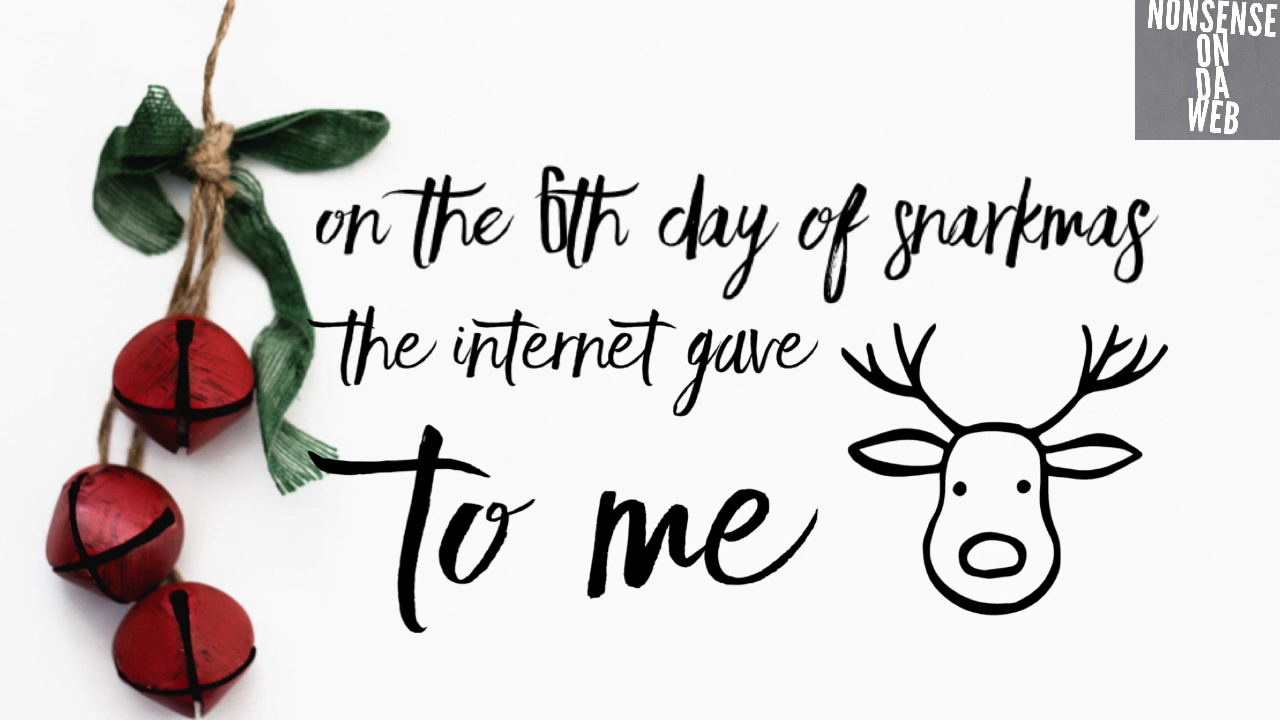 NONSENSE
ON
DA
WEB
on the 6th day of snarkmas
the internet gave
to me